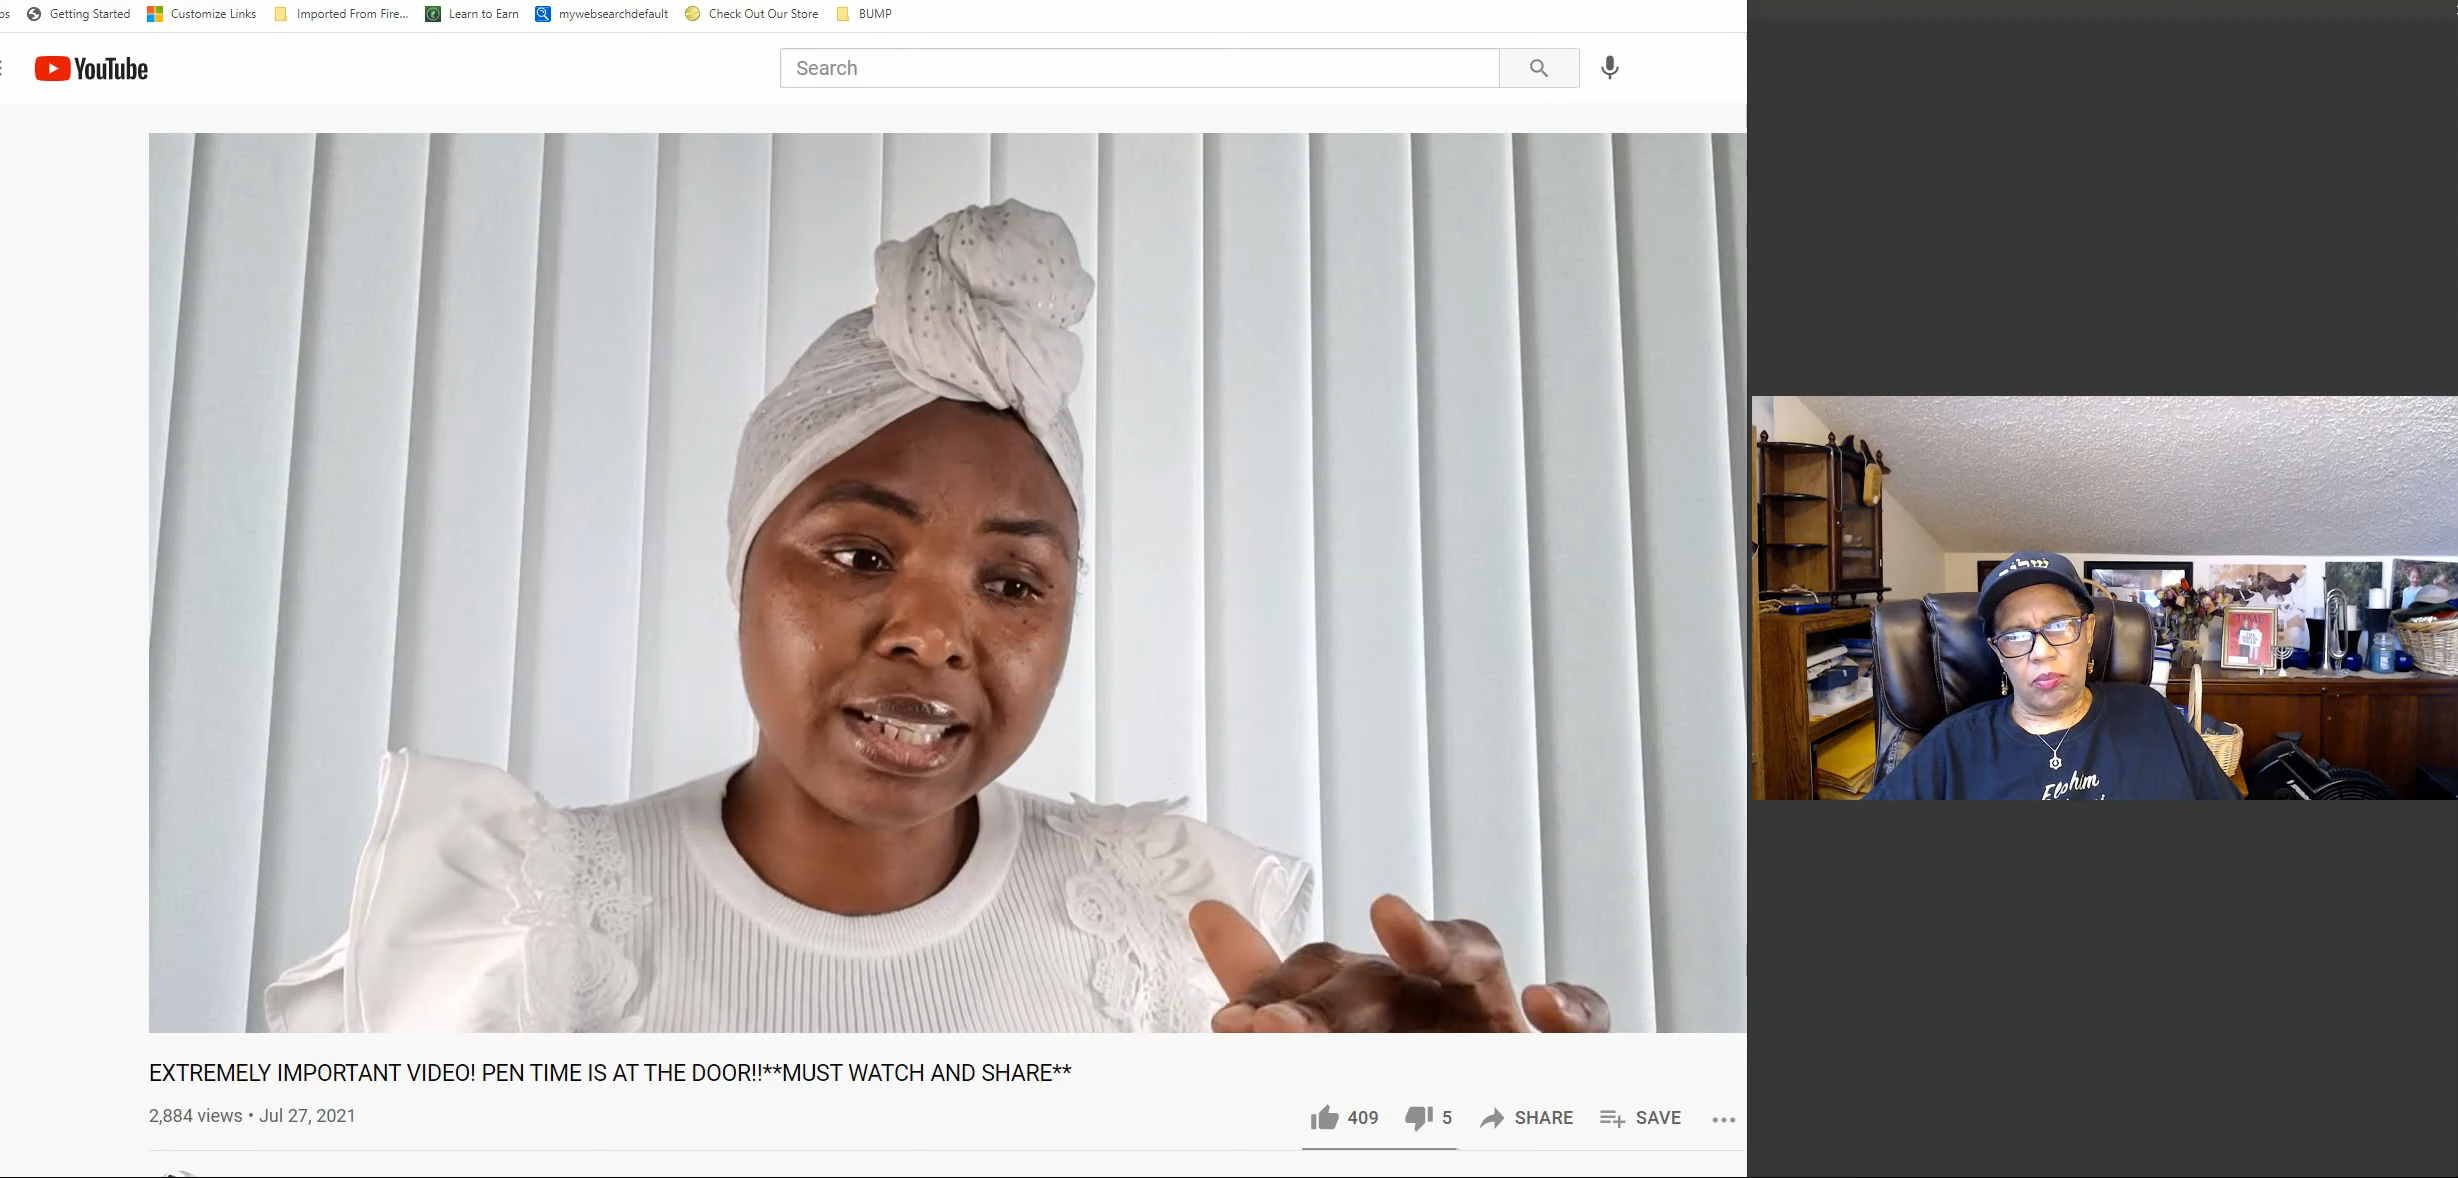 ps Getting Started Customize Links Imported From Fire... Learn to Earn mywebsearchdefault Check Out Our Store BUMP
YouTube
Search
EXTREMELY IMPORTANT VIDEO! PEN TIME IS AT THE DOOR!!**MUST WATCH AND SHARE**
2,884 views • Jul 27, 2021
409 5 SHARE SAVE
TIME
Elohim